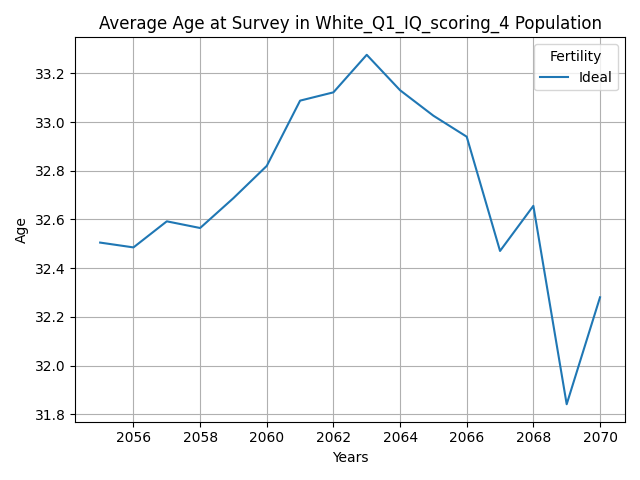 Average Age at Survey in White_Q1_IQ_scoring_4 Population
Fertility
Ideal
33.2
33.0
32.8
32.6
32.4
32.2
32.0
31.8
Age
2056 2058 2060 2062 2064 2066 2068 2070
Years